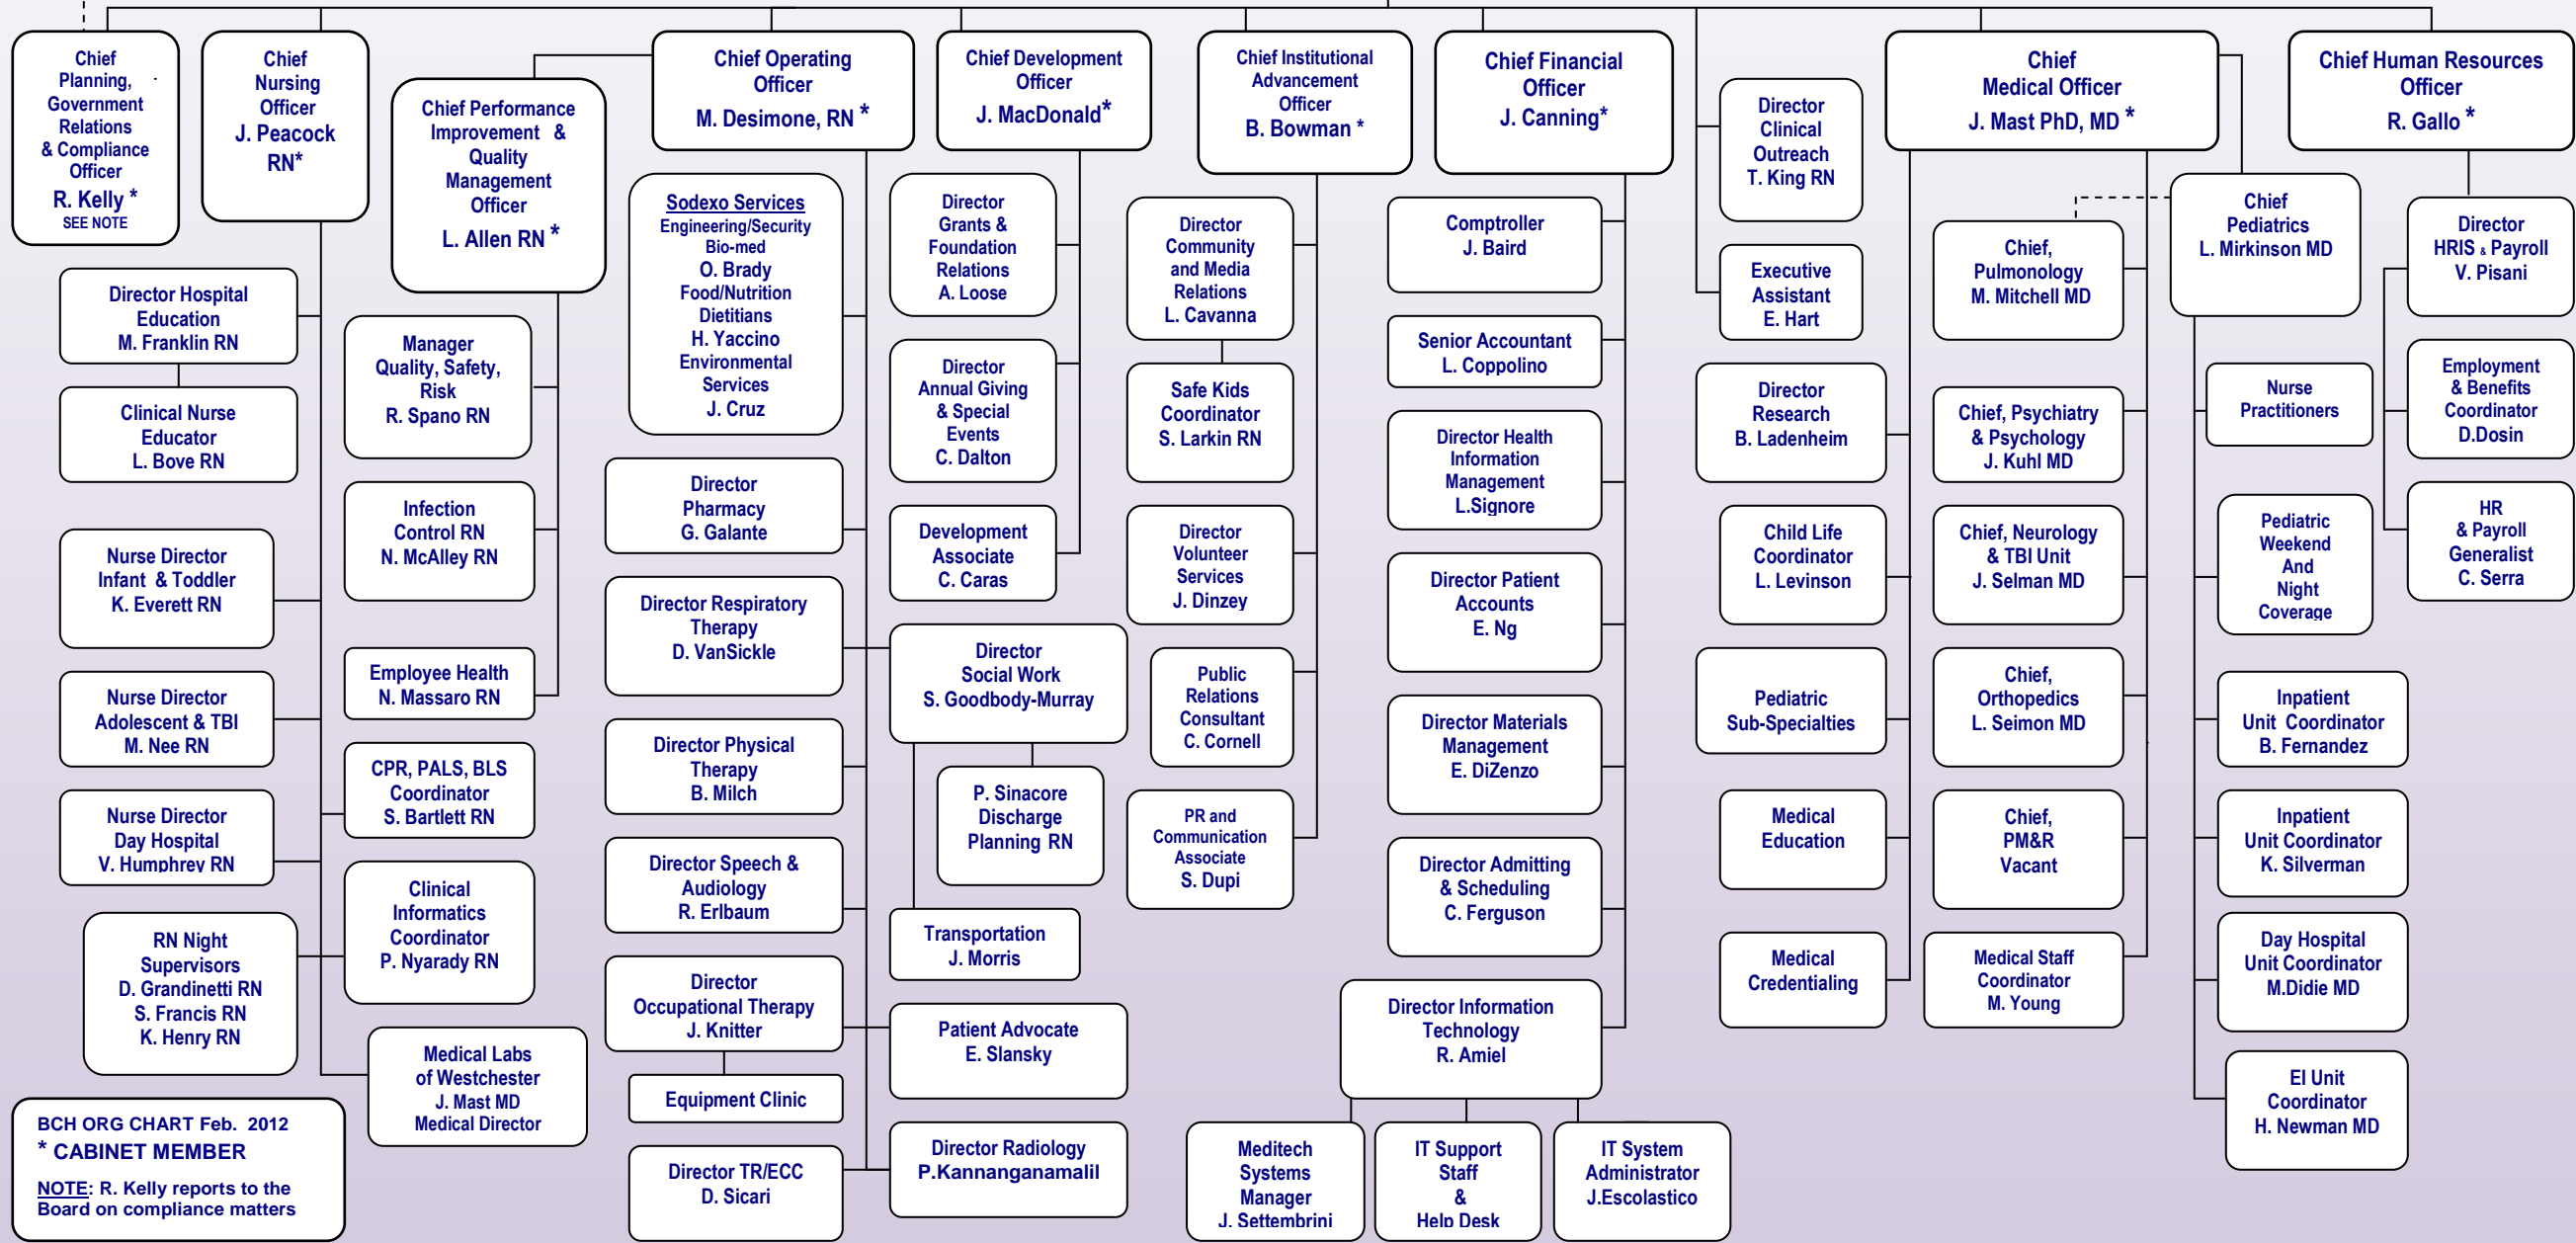 Chief
Planning,
Government
Relations
& Compliance
Officer
R. Kelly *
SEE NOTE
Chief
Nursing
Officer
J. Peacock
RN*
Chief Performance
Improvement &
Quality
Management
Officer
L. Allen RN *
Chief Operating
Officer
M. Desimone, RN *
Chief Development
Officer
J. MacDonald*
Chief Institutional
Advancement
Officer
B. Bowman *
Chief Financial
Officer
J. Canning*
Director
Clinical
Outreach
T. King RN
Executive
Assistant
E. Hart
Chief
Medical Officer
J. Mast PhD, MD *
Chief
Pediatrics
L. Mirkinson MD
Chief Human Resources
Officer
R. Gallo *
Director Hospital
Education
M. Franklin RN
Clinical Nurse
Educator
L. Bove RN
Nurse Director
Infant & Toddler
K. Everett RN
Nurse Director
Adolescent & TBI
M. Nee RN
Nurse Director
Day Hospital
V. Humphrey RN
RN Night
Supervisors
D. Grandinetti RN
S. Francis RN
K. Henry RN
Manager
Quality, Safety,
Risk
R. Spano RN
Infection
Control RN
N. McAlley RN
Employee Health
N. Massaro RN
CPR, PALS, BLS
Coordinator
S. Bartlett RN
Clinical
Informatics
Coordinator
P. Nyarady RN
Medical Labs
of Westchester
J. Mast MD
Medical Director
Sodexo Services
Engineering/Security
Bio-med
O. Brady
Food/Nutrition
Dietitians
H. Yaccino
Environmental
Services
J. Cruz
Director
Pharmacy
G. Galante
Director Respiratory
Therapy
D. VanSickle
Director Physical
Therapy
B. Milch
Director Speech &
Audiology
R. Erlbaum
Director
Occupational Therapy
J. Knitter
Equipment Clinic
Director TR/ECC
D. Sicari
Director
Grants &
Foundation
Relations
A. Loose
Director
Annual Giving
& Special
Events
C. Dalton
Development
Associate
C. Caras
Director
Social Work
S. Goodbody-Murray
P. Sinacore
Discharge
Planning RN
Transportation
J. Morris
Patient Advocate
E. Slansky
Director Radiology
P.Kannanganamalil
Director
Community
and Media
Relations
L. Cavanna
Safe Kids
Coordinator
S. Larkin RN
Director
Volunteer
Services
J. Dinzey
Public
Relations
Consultant
C. Cornell
PR and
Communication
Associate
S. Dupi
Comptroller
J. Baird
Senior Accountant
L. Coppolino
Director Health
Information
Management
L.Signore
Director Patient
Accounts
E. Ng
Director Materials
Management
E. DiZenzo
Director Admitting
& Scheduling
C. Ferguson
Director Information
Technology
R. Amiel
Meditech
Systems
Manager
J. Settembrini
IT Support
Staff
&
Help Desk
IT System
Administrator
J.Escolastico
Director
Research
B. Ladenheim
Child Life
Coordinator
L. Levinson
Pediatric
Sub-Specialties
Medical
Education
Medical
Credentialing
Chief,
Pulmonology
M. Mitchell MD
Chief, Psychiatry
& Psychology
J. Kuhl MD
Chief, Neurology
& TBI Unit
J. Selman MD
Chief,
Orthopedics
L. Seimon MD
Chief,
PM&R
Vacant
Medical Staff
Coordinator
M. Young
Nurse
Practitioners
Pediatric
Weekend
And
Night
Coverage
Inpatient
Unit Coordinator
B. Fernandez
Inpatient
Unit Coordinator
K. Silverman
Day Hospital
Unit Coordinator
M.Didie MD
EI Unit
Coordinator
H. Newman MD
Director
HRIS & Payroll
V. Pisani
Employment
& Benefits
Coordinator
D.Dosin
HR
& Payroll
Generalist
C. Serra
BCH ORG CHART Feb. 2012
* CABINET MEMBER
NOTE: R. Kelly reports to the
Board on compliance matters